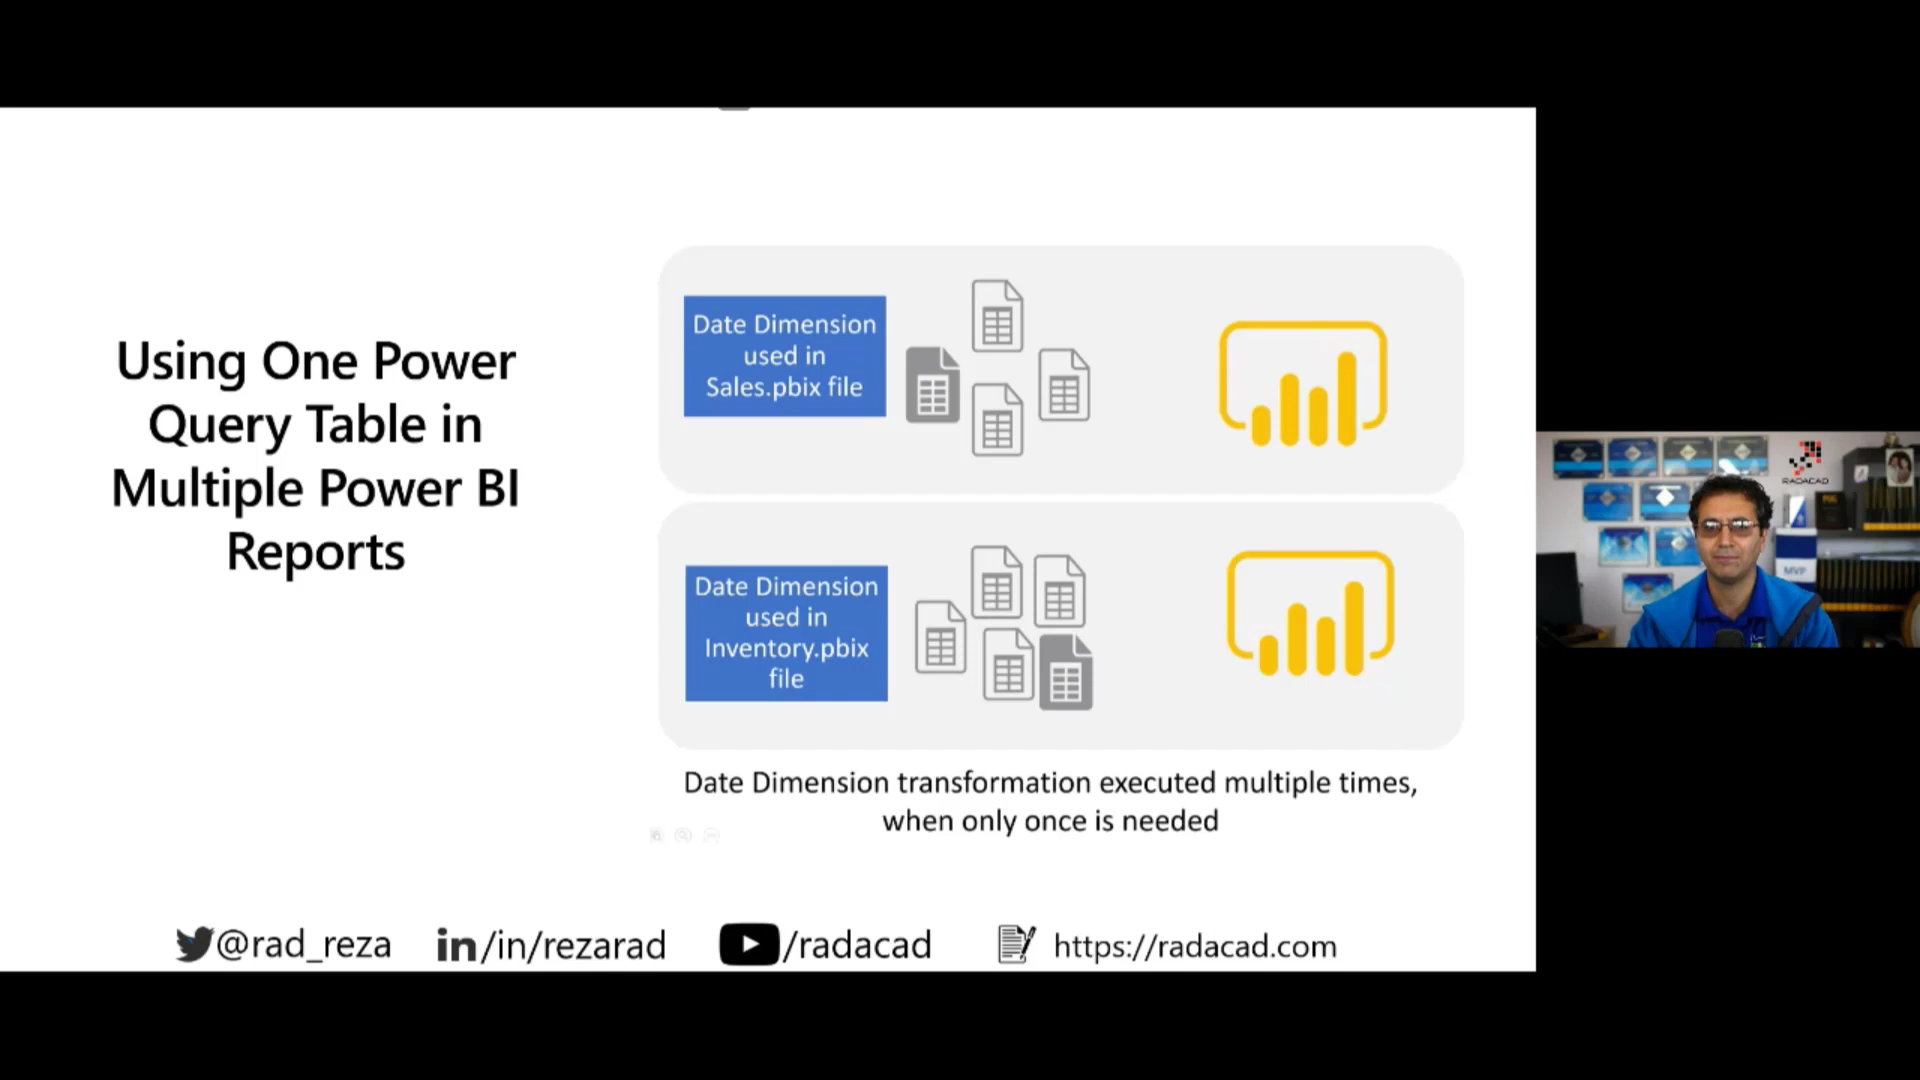 Using One Power
Query Table in
Multiple Power BI
Reports
Date Dimension
used in
Sales.pbix file
Date Dimension
used in
Inventory.pbix
file
Date Dimension transformation executed multiple times,
when only once is needed
@rad_reza
in/in/rezarad
/radacad
https://radacad.com
RADACAD
MVP